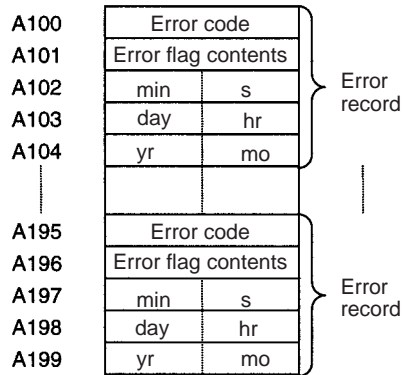 A100 Error code
A101 Error flag contents
A102 min s
A103 day hr
A104 yr mo
Error
record
A195 Error code
A196 Error flag contents
A197 min s
A198 day hr
A199 yr mo
Error
record